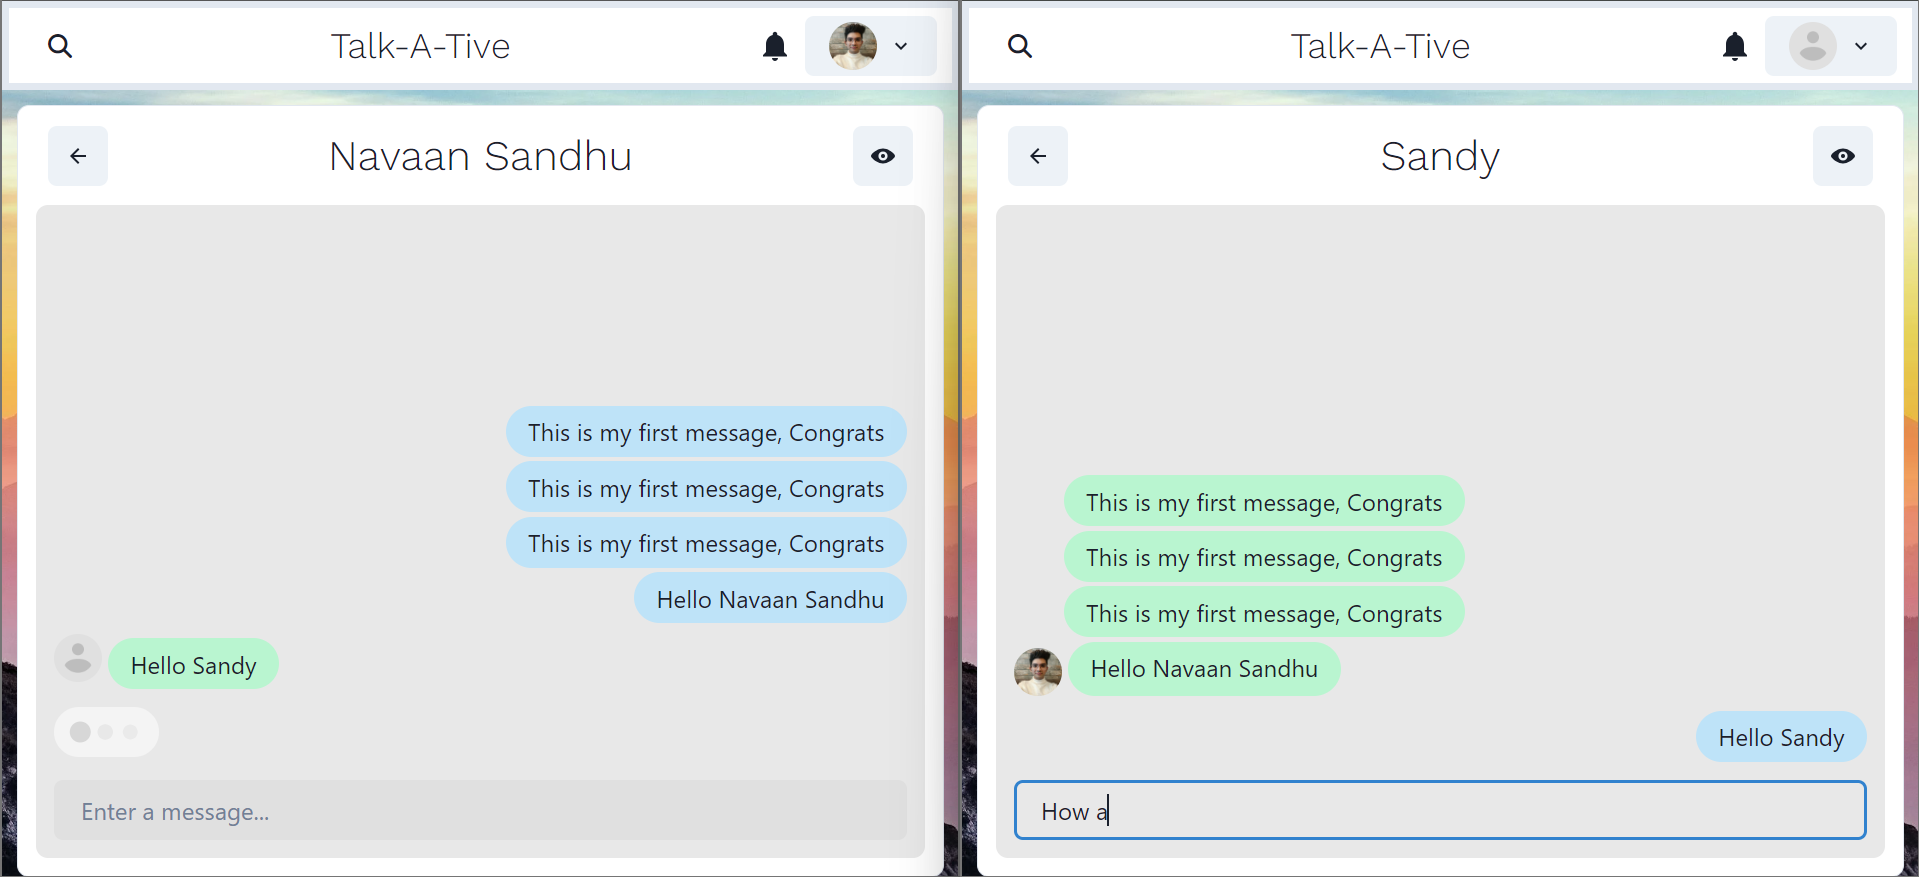 Talk-A-Tive
Navaan Sandhu
This is my first message, Congrats
This is my first message, Congrats
This is my first message, Congrats
Hello Navaan Sandhu
Hello Sandy
Enter a message...
Talk-A-Tive
Sandy
This is my first message, Congrats
This is my first message, Congrats
This is my first message, Congrats
Hello Navaan Sandhu
Hello Sandy
How a